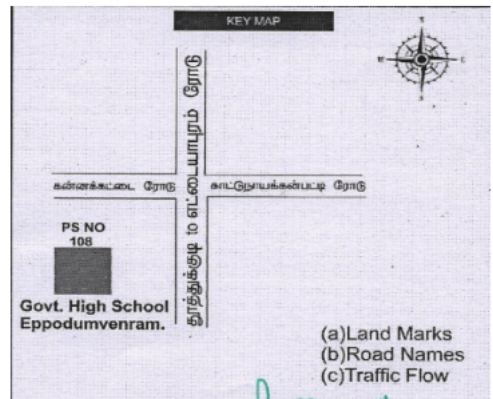 KEY MAP
N
W
E
S
தூத்துக்குடி to எட்டையாபுரம் ரோடு
கன்னக்கட்டை ரோடு
காட்டுநாயக்கன்பட்டி ரோடு
PS NO
108
Govt. High School
Eppodumvenram.
(a)Land Marks
(b)Road Names
(c)Traffic Flow